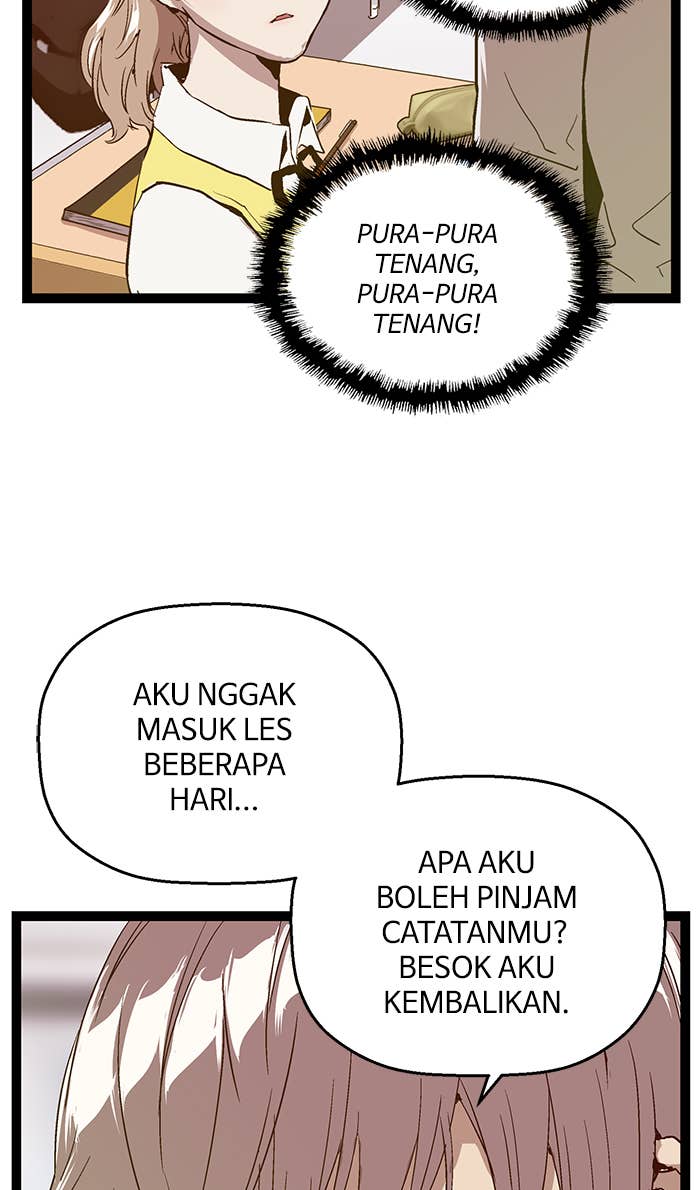 PURA-PURA
TENANG,
PURA-PURA
TENANG!
AKU NGGAK
MASUK LES
BEBERAPA
HARI...
APA AKU
BOLEH PINJAM
CATATANMU?
BESOK AKU
KEMBALIKAN.